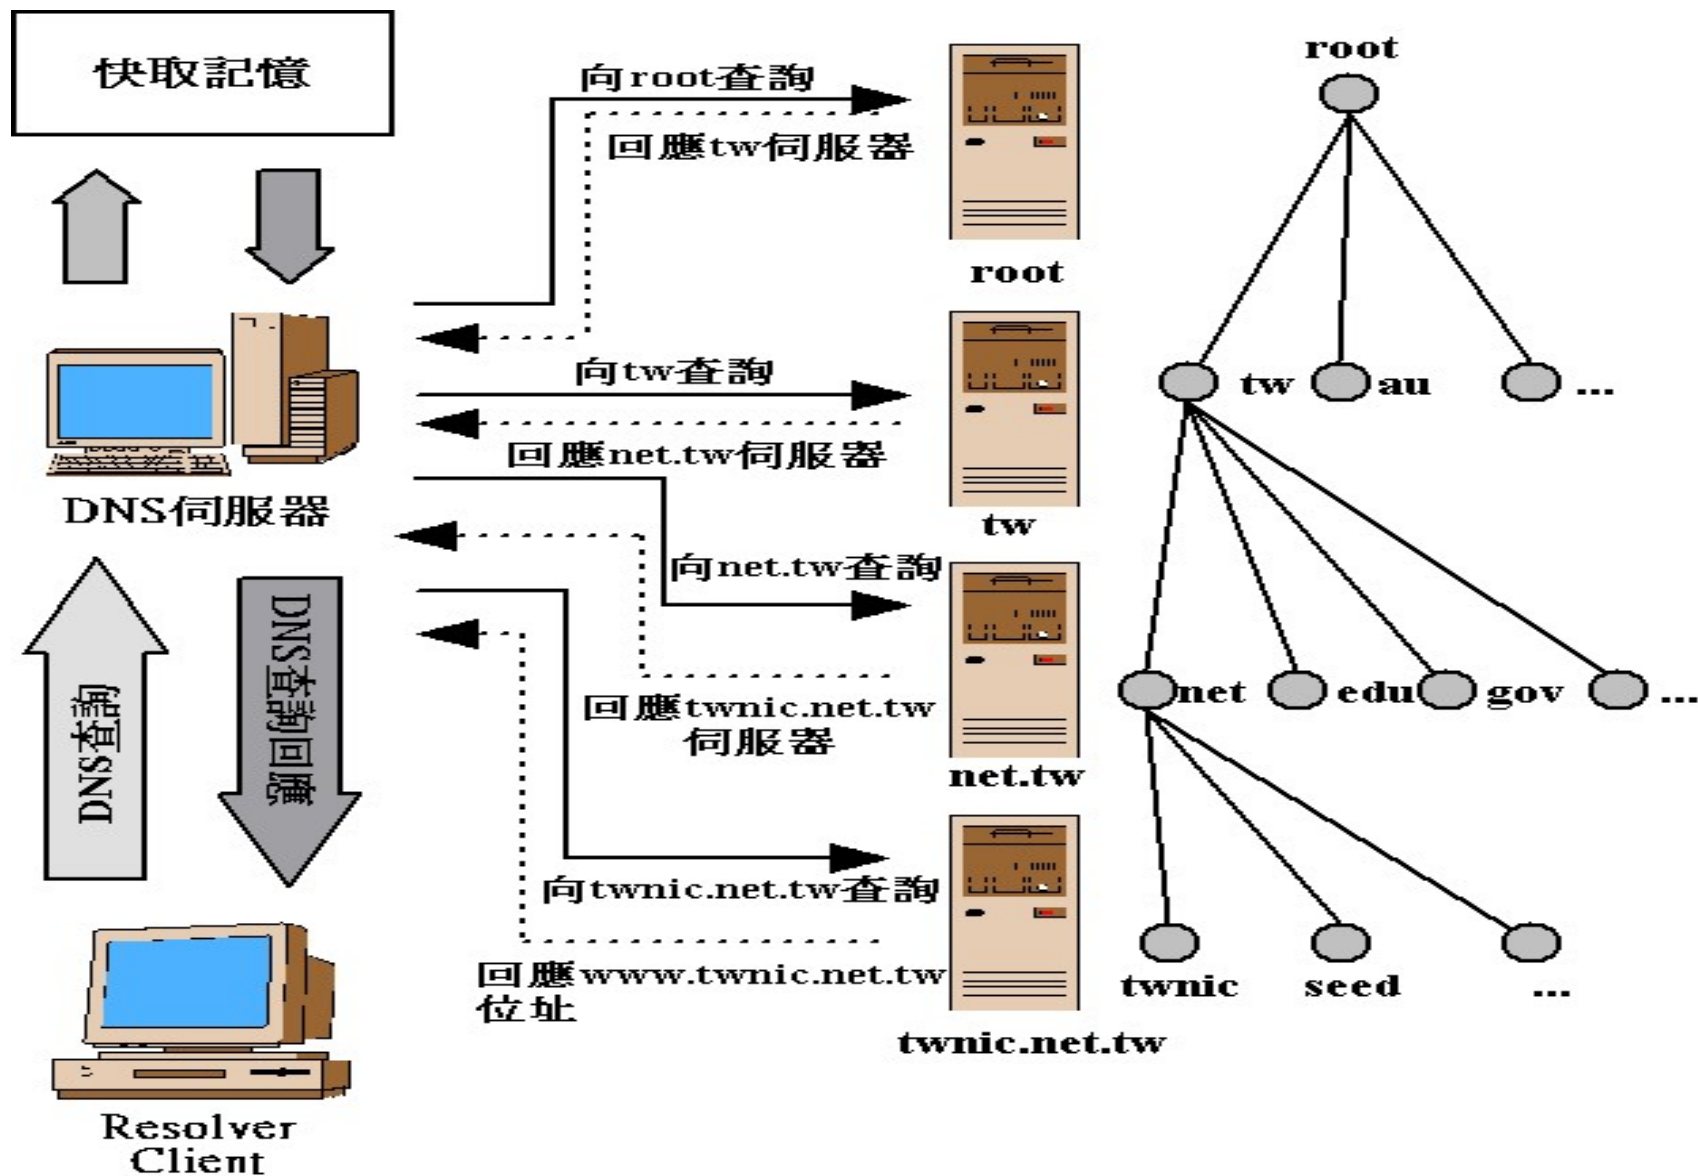 快取記憶
向root查詢
回應tw伺服器
root
向tw查詢
回應net.tw伺服器
tw
向net.tw查詢
回應twnic.net.tw
伺服器
net.tw
向twnic.net.tw查詢
回應www.twnic.net.tw
位址
twnic.net.tw
DNS伺服器
DNS查詢
DNS查詢回應
Resolver
Client
root
tw
au
...
net
edu
gov
...
twnic
seed
...